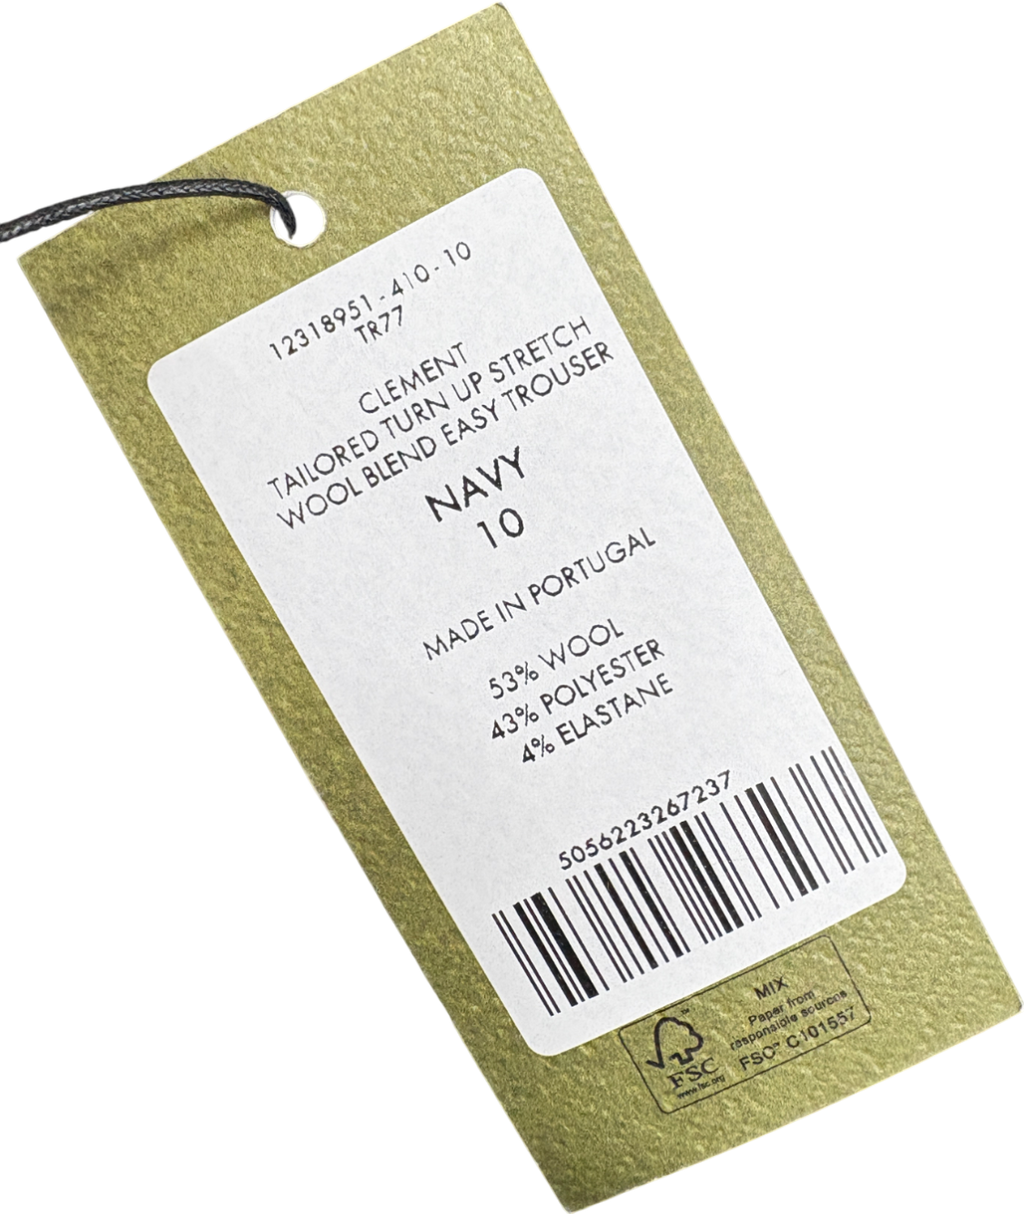 12318951-410-10
TR77
CLEMENT
TAILORED TURN UP STRETCH
WOOL BLEND EASY TROUSER
NAVY
10
MADE IN PORTUGAL
53% WOOL
43% POLYESTER
4% ELASTANE
5056223267237
MIX
Paper from
responsible sources
FSC™ C101557
FSC
www.fsc.org